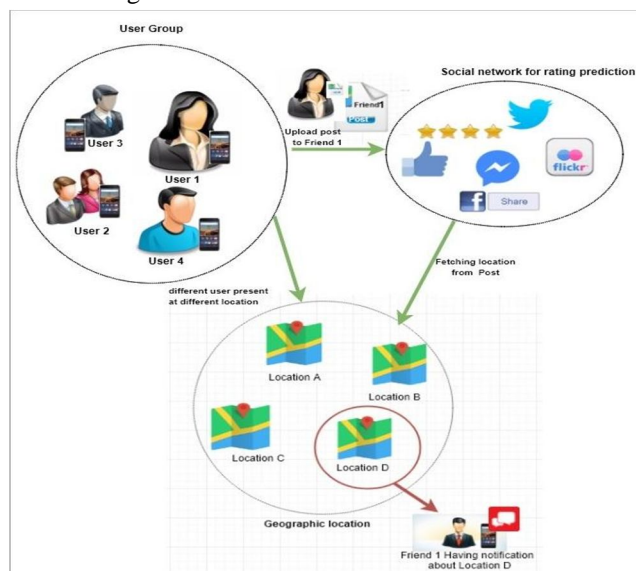 User Group
Social network for rating prediction
User 3
User 1
User 2
User 4
Friend1
POST
Upload post
to Friend 1
flickr
f Share
different user present
at different location
Fetching location
from Post
Location A
Location B
Location C
Location D
Geographic location
Friend 1 Having notification
about Location D